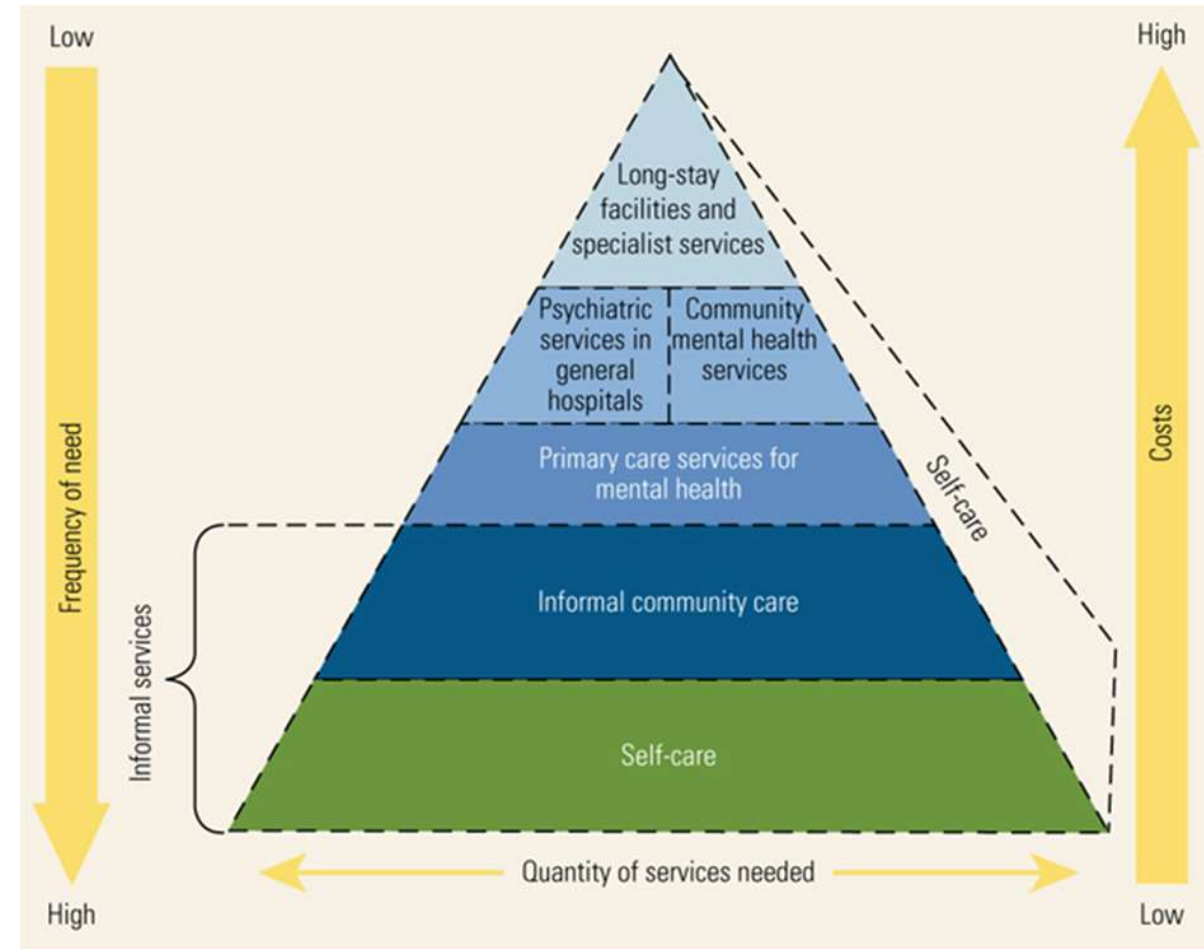 Low
High
Long-stay
facilities and
specialist services
Psychiatric
services in
general
hospitals
Community
mental health
services
Primary care services for
mental health
Self-care
Costs
Frequency of need
Informal services
Informal community care
Self-care
Quantity of services needed
High
Low